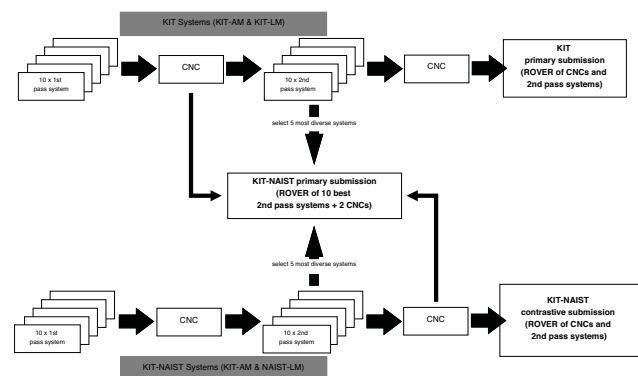 KIT Systems (KIT-AM & KIT-LM)
10 x 1st
pass system
CNC
10 x 2nd
pass system
CNC
KIT
primary submission
(ROVER of CNCs and
2nd pass systems)
select 5 most diverse systems
KIT-NAIST primary submission
(ROVER of 10 best
2nd pass systems + 2 CNCs)
select 5 most diverse systems
10 x 1st
pass system
CNC
10 x 2nd
pass system
CNC
KIT-NAIST
contrastive submission
(ROVER of CNCs and
2nd pass systems)
KIT-NAIST Systems (KIT-AM & NAIST-LM)